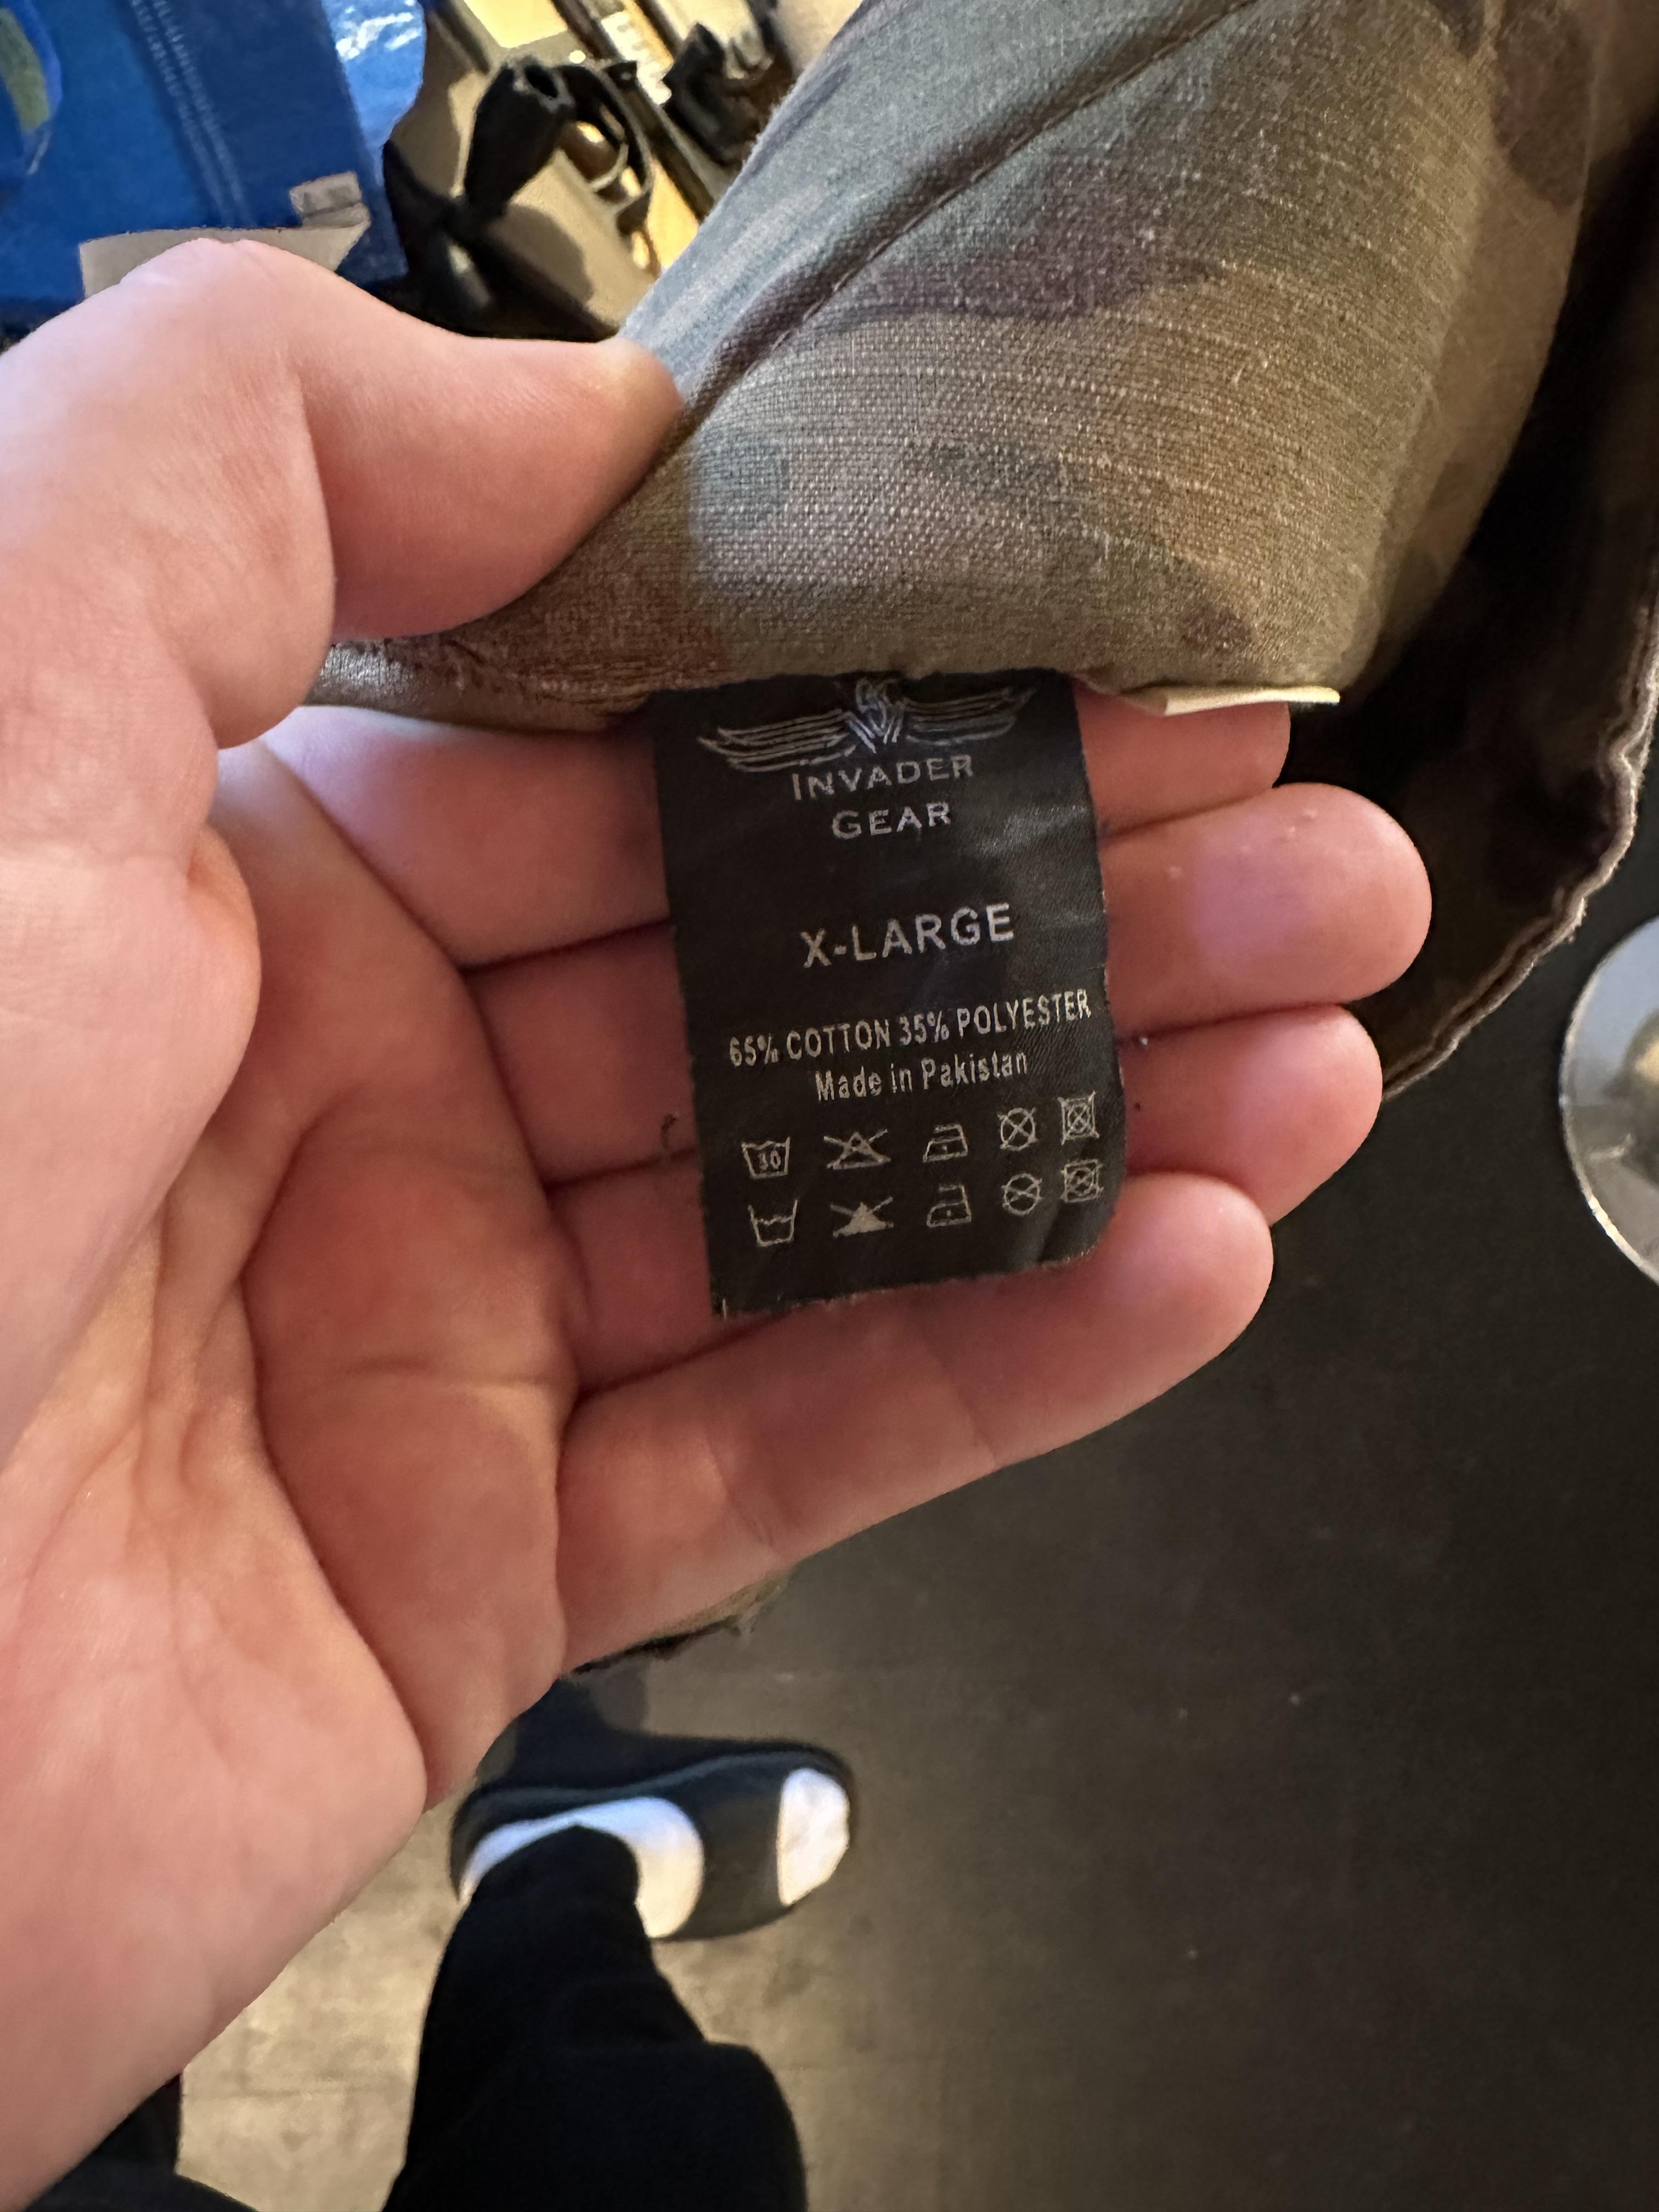 INVADER
GEAR
X-LARGE
65% COTTON 35% POLYESTER
Made in Pakistan
30